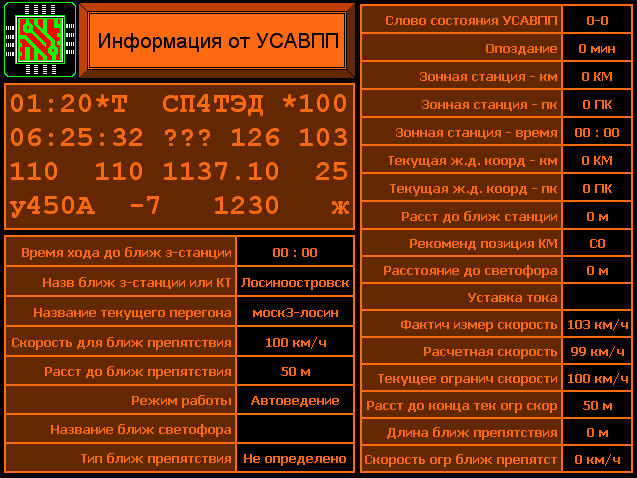 Информация от УСАВПП
01:20*Т СП4ТЭД *100
06:25:32 ??? 126 103
110 110 1137.10 25
у450А -7 1230 ж
Время хода до ближ з-станции 00 : 00
Назв ближ з-станции или КТ Лосиноостровск
Название текущего перегона моск3-лосин
Скорость для ближ препятствия 100 км/ч
Расст до ближ препятствия 50 м
Режим работы Автоведение
Название ближ светофора
Тип ближ препятствия Не определено
Слово состояния УСАВПП 0-0
Опоздание 0 мин
Зонная станция - км 0 КМ
Зонная станция - пк 0 ПК
Зонная станция - время 00 : 00
Текущая ж.д. коорд - км 0 КМ
Текущая ж.д. коорд - пк 0 ПК
Расст до ближ станции 0 м
Рекоменд позиция КМ С0
Расстояние до светофора 0 м
Уставка тока
Фактич измер скорость 103 км/ч
Расчетная скорость 99 км/ч
Текущее огранич скорости 100 км/ч
Расст до конца тек огр скор 50 м
Длина ближ препятствия 0 м
Скорость огр ближ препятст 0 км/ч